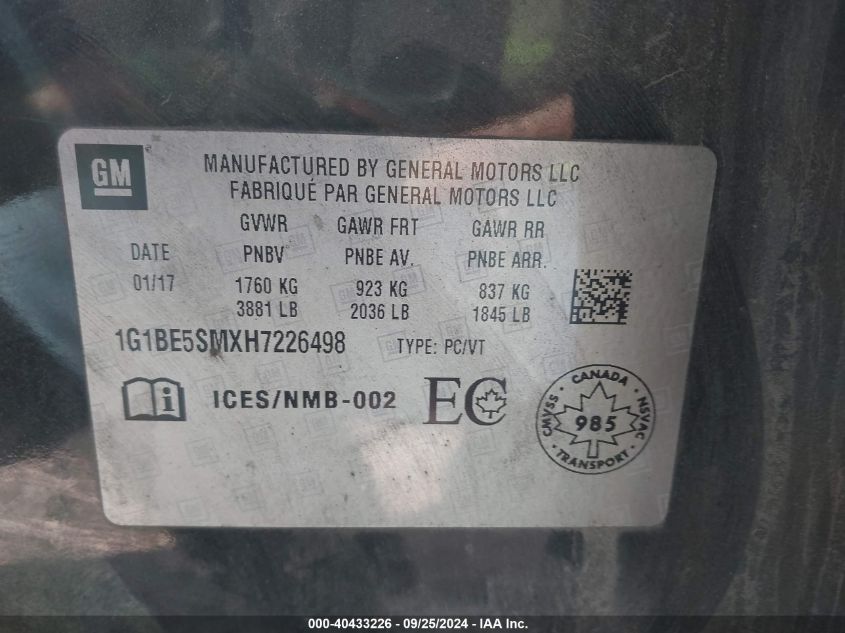 GM
MANUFACTURED BY GENERAL MOTORS LLC
FABRIQUÉ PAR GENERAL MOTORS LLC
GVWR GAWR FRT GAWR RR
DATE PNBV PNBE AV. PNBE ARR.
01/17 1760 KG 923 KG 837 KG
3881 LB 2036 LB 1845 LB
1G1BE5SMXH7226498 TYPE: PC/VT
i ICES/NMB-002 EC
CANADA
CMVSS 985 NSVAC
TRANSPORT
000-40433226 - 09/25/2024 - IAA Inc.